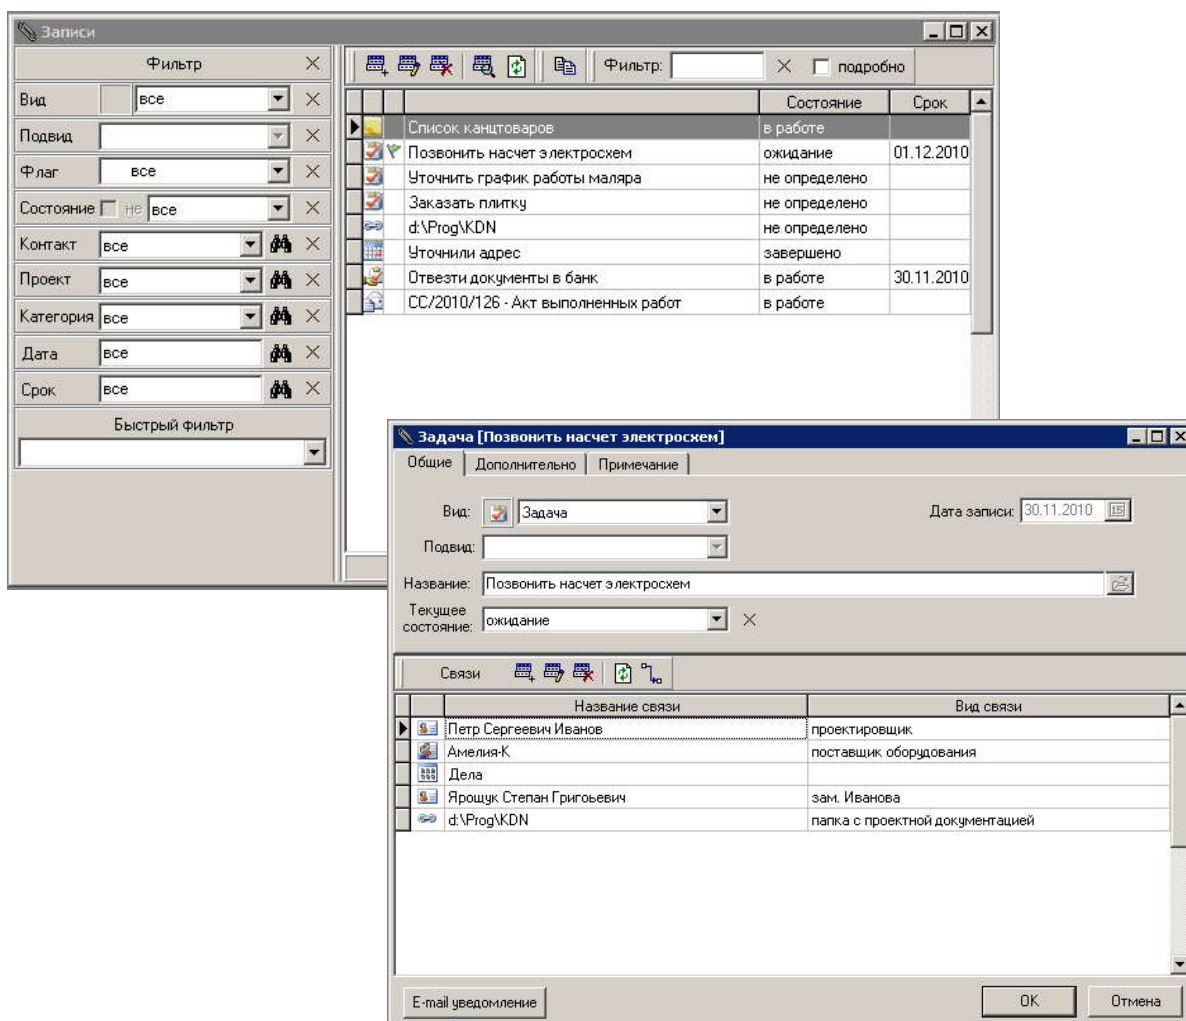 Записи
Фильтр
Вид все
Подвид
Флаг все
Состояние не все
Контакт все
Проект все
Категория все
Дата все
Срок все
Быстрый фильтр
Фильтр: подробно
Состояние Срок
Список канцтоваров в работе
Позвонить насчет электросхем ожидание 01.12.2010
Уточнить график работы маляра не определено
Заказать плитку не определено
d:\Prog\KDN не определено
Уточнили адрес завершено
Отвезти документы в банк в работе 30.11.2010
СС/2010/126 - Акт выполненных работ в работе
Задача [Позвонить насчет электросхем]
Общие Дополнительно Примечание
Вид: Задача Дата записи: 30.11.2010 15
Подвид:
Название: Позвонить насчет электросхем
Текущее
состояние: ожидание
Связи
Название связи Вид связи
Петр Сергеевич Иванов проектировщик
Амелия-К поставщик оборудования
Дела
Ярощук Степан Григоьевич зам. Иванова
d:\Prog\KDN папка с проектной документацией
E-mail уведомление OK Отмена